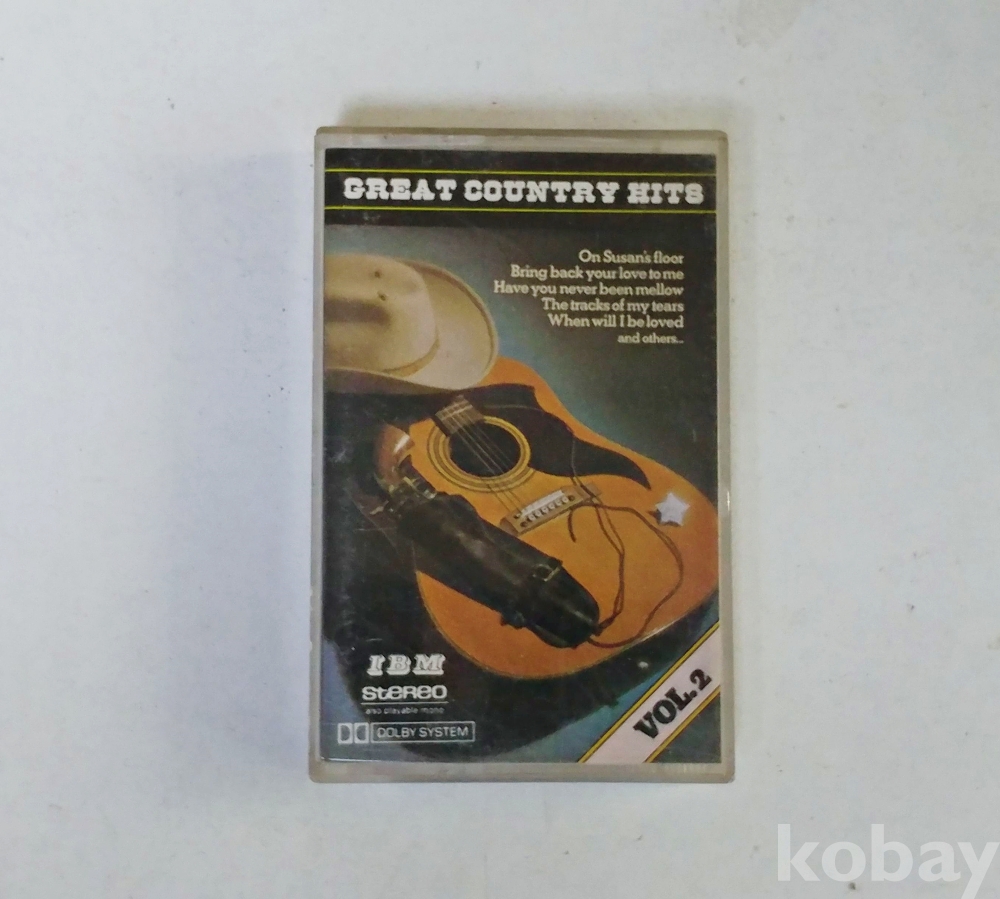 GREAT COUNTRY HITS
On Susan's floor
Bring back your love to me
Have you never been mellow
The tracks of my tears
When will I be loved
and others...
IBM
STEREO
also playable mono
DOLBY SYSTEM
VOL. 2
kobay